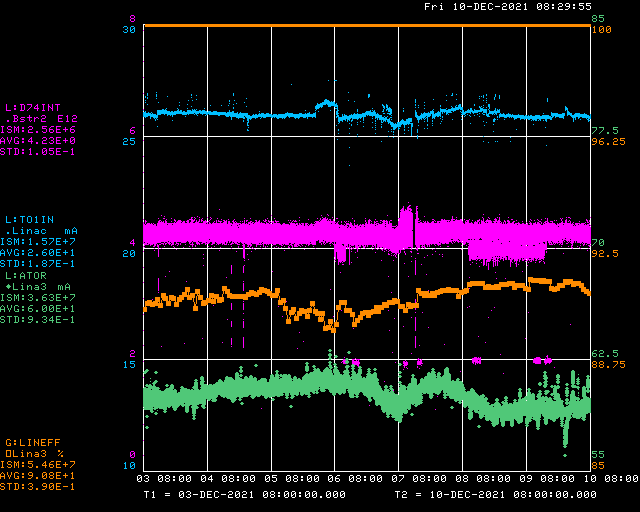 Fri 10-DEC-2021 08:29:55
8 85
30 100
L:D74INT
.Bstr2 E12
ISM:2.56E+6
AVG:4.23E+0
STD:1.05E-1
6 77.5
25 96.25
L:TO1IN
.Linac mA
ISM:1.57E+7
AVG:2.60E+1
STD:1.87E-1
4 70
20 92.5
L:ATOR
◆Lina3 mA
ISM:3.63E+7
AVG:6.00E+1
STD:9.34E-1
2 62.5
15 88.75
G:LINEFF
□Lina3 %
ISM:5.46E+7
AVG:9.08E+1
STD:3.90E-1
0 55
10 85
03 08:00 04 08:00 05 08:00 06 08:00 07 08:00 08 08:00 09 08:00 10 08:00
T1 = 03-DEC-2021 08:00:00.000 T2 = 10-DEC-2021 08:00:00.000